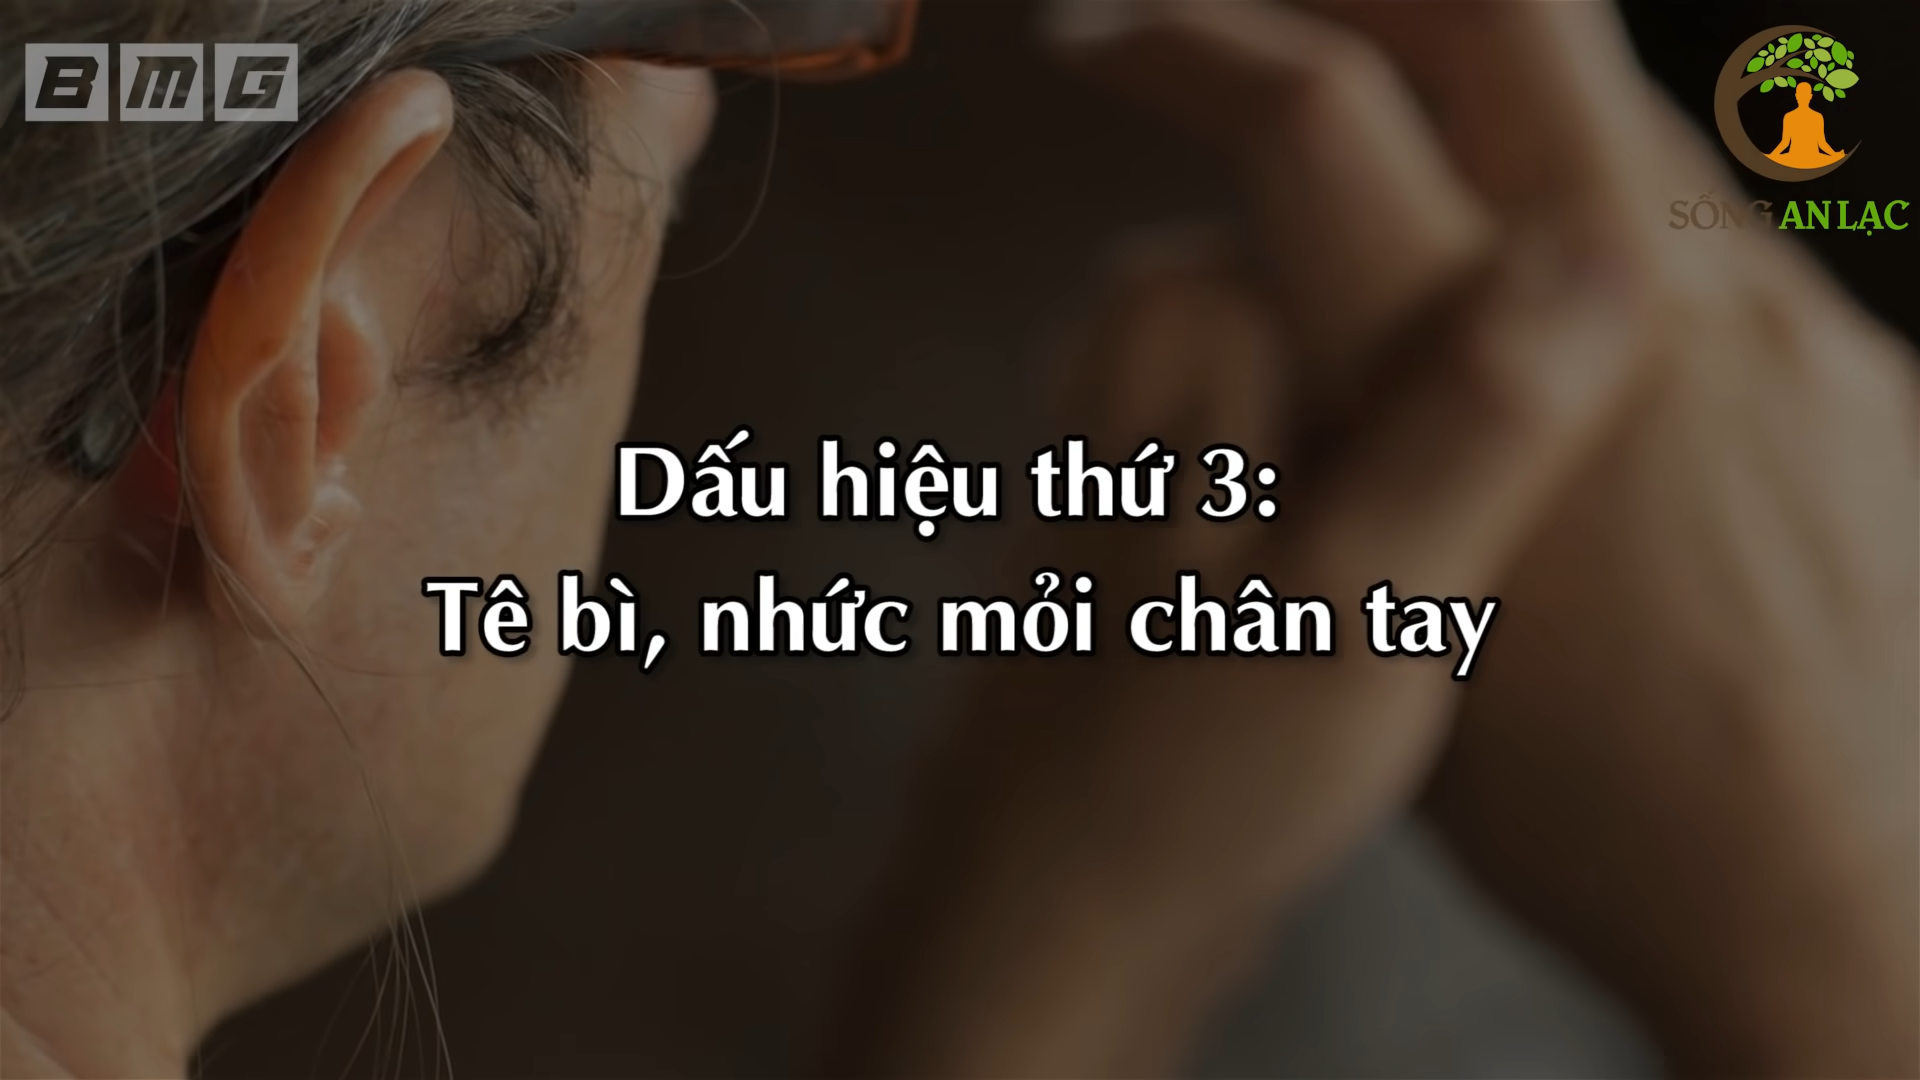 BMG
SỐNG AN LẠC
Dấu hiệu thứ 3:
Tê bì, nhức mỏi chân tay